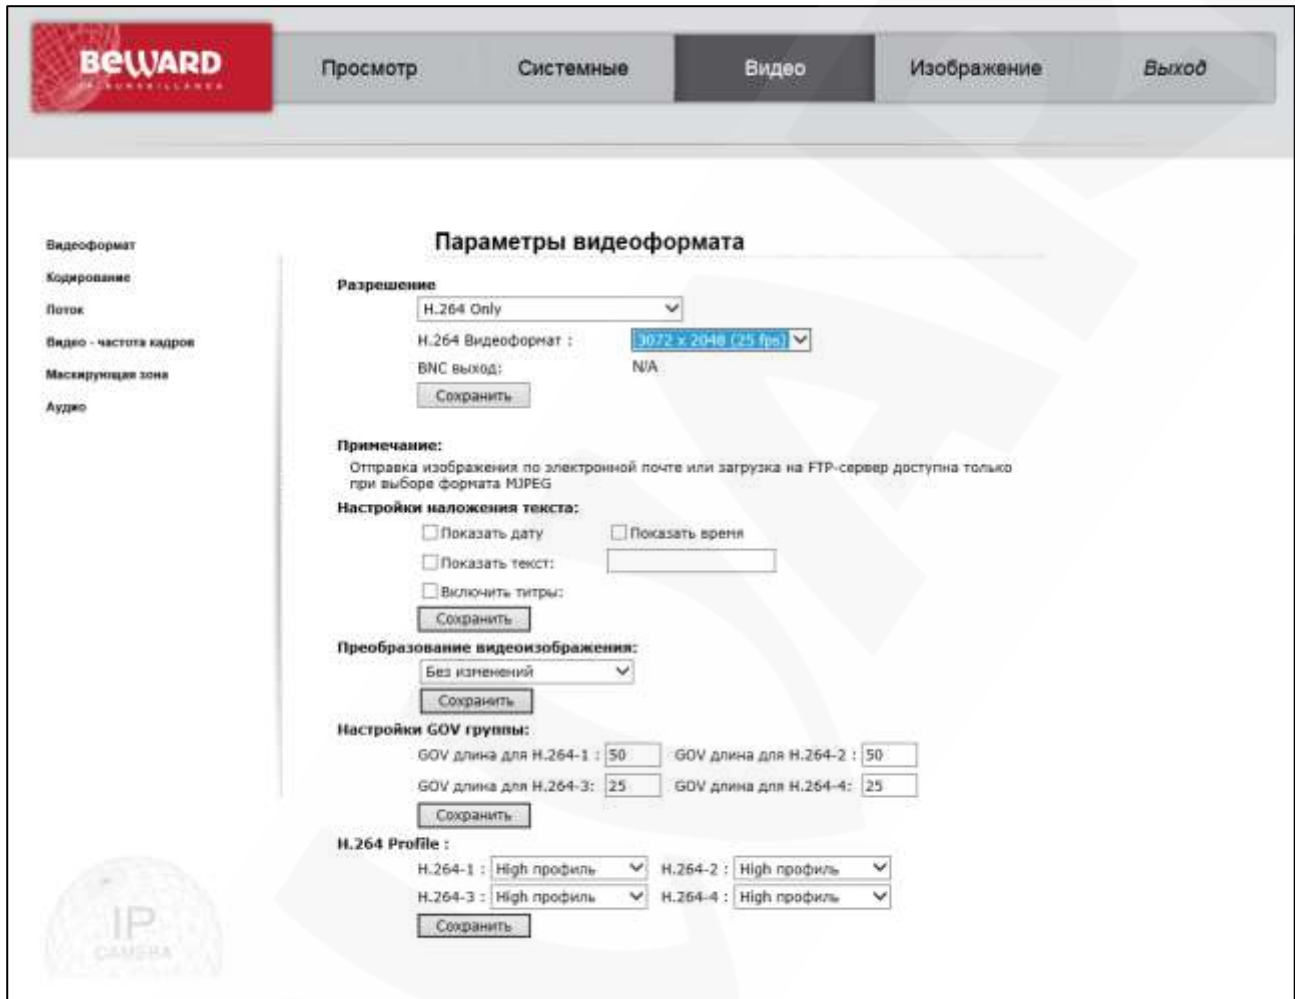 BEWARD
IP SURVEILLANCE
Просмотр Системные Видео Изображение Выход
Видеоформат
Кодирование
Поток
Видео - частота кадров
Маскирующая зона
Аудио
Параметры видеоформата
Разрешение
H.264 Only
H.264 Видеоформат :
3072 x 2048 (25 fps)
BNC выход: N/A
Сохранить
Примечание:
Отправка изображения по электронной почте или загрузка на FTP-сервер доступна только
при выборе формата MJPEG
Настройки наложения текста:
Показать дату Показать время
Показать текст:
Включить титры:
Сохранить
Преобразование видеоизображения:
Без изменений
Сохранить
Настройки GOV группы:
GOV длина для H.264-1 : 50 GOV длина для H.264-2 : 50
GOV длина для H.264-3: 25 GOV длина для H.264-4: 25
Сохранить
H.264 Profile :
H.264-1 : High профиль H.264-2 : High профиль
H.264-3 : High профиль H.264-4 : High профиль
Сохранить
IP
CAMERA